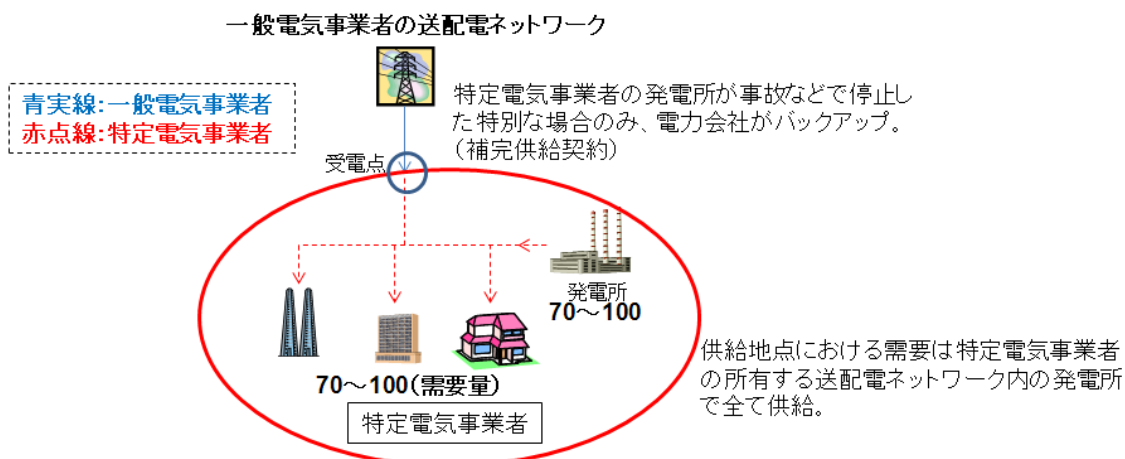 一般電気事業者の送配電ネットワーク
青実線:一般電気事業者
赤点線:特定電気事業者
特定電気事業者の発電所が事故などで停止し
た特別な場合のみ、電力会社がバックアップ。
(補完供給契約)
受電点
発電所
70～100
70～100(需要量)
特定電気事業者
供給地点における需要は特定電気事業者
の所有する送配電ネットワーク内の発電所
で全て供給。